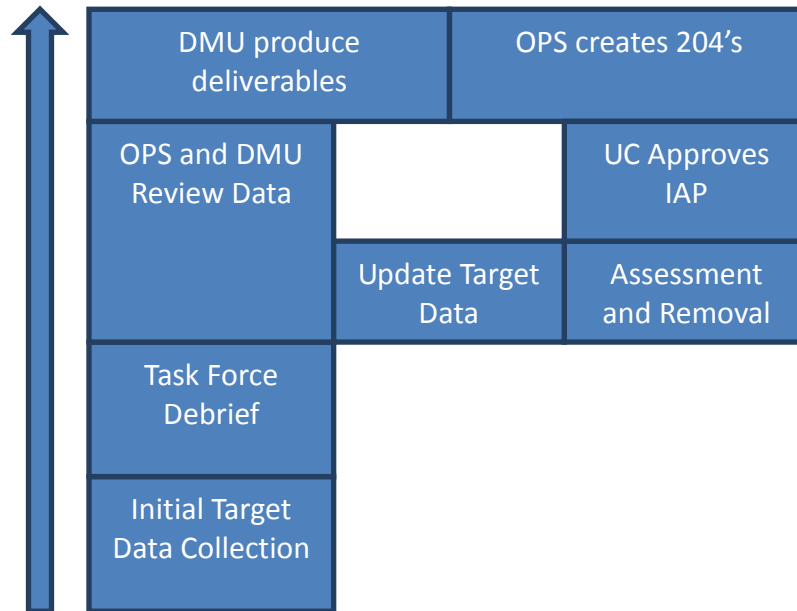 DMU produce
deliverables
OPS creates 204’s
OPS and DMU
Review Data
UC Approves
IAP
Update Target
Data
Assessment
and Removal
Task Force
Debrief
Initial Target
Data Collection